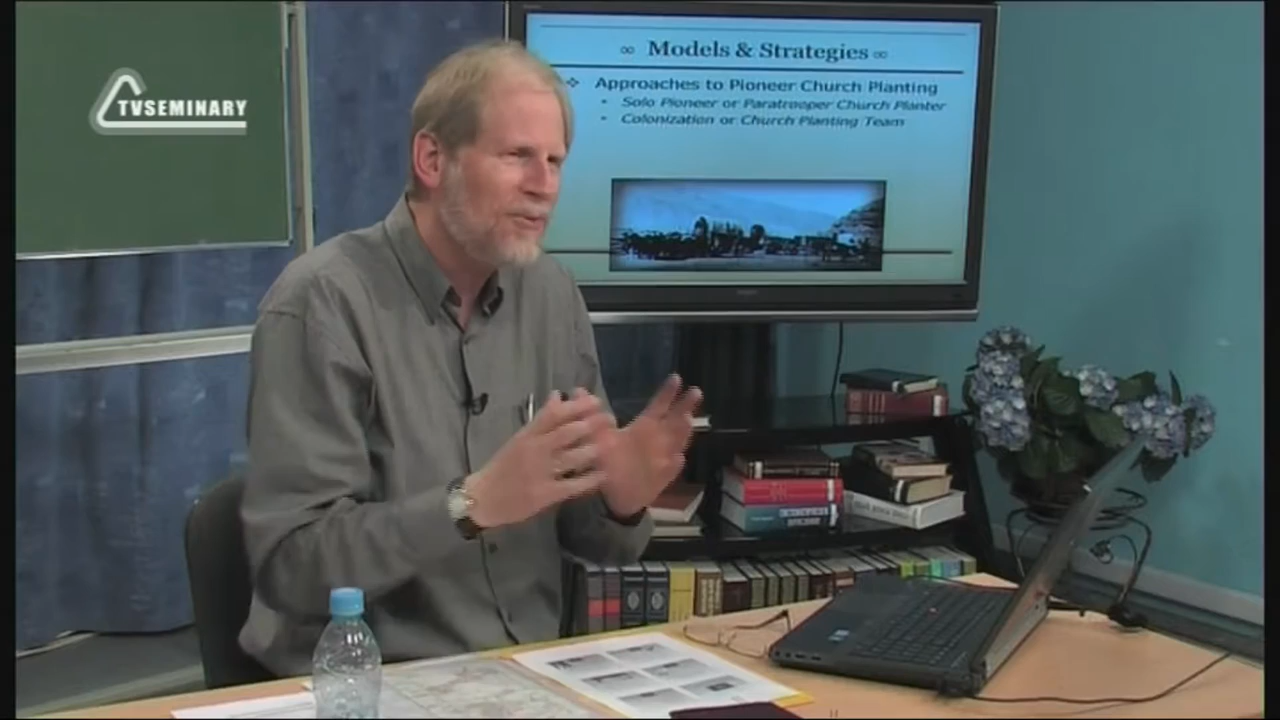 TVSEMINARY
∞ Models & Strategies ∞
❖ Approaches to Pioneer Church Planting
• Solo Pioneer or Paratrooper Church Planter
• Colonization or Church Planting Team